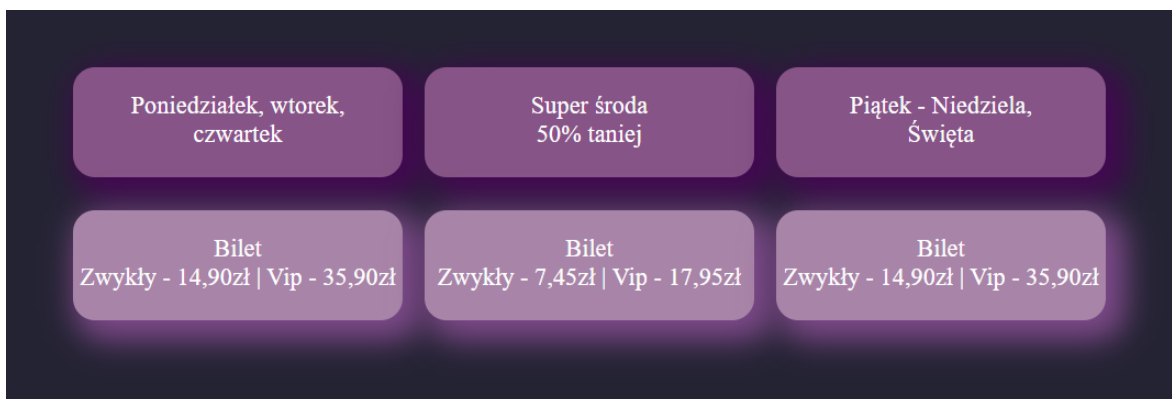 Poniedziałek, wtorek,
czwartek
Super środa
50% taniej
Piątek - Niedziela,
Święta
Bilet
Zwykły - 14,90zł | Vip - 35,90zł
Bilet
Zwykły - 7,45zł | Vip - 17,95zł
Bilet
Zwykły - 14,90zł | Vip - 35,90zł